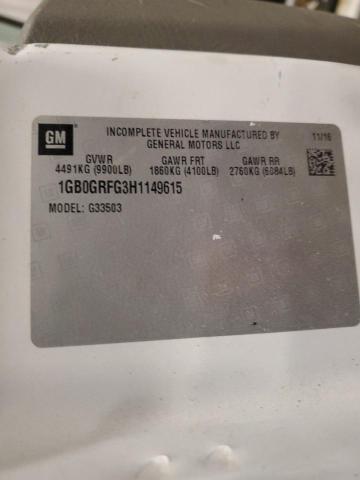 GM
INCOMPLETE VEHICLE MANUFACTURED BY
GENERAL MOTORS LLC
11/16
GVWR GAWR FRT GAWR RR
4491KG (9900LB) 1860KG (4100LB) 2760KG (6084LB)
1GB0GRFG3H1149615
MODEL: G33503